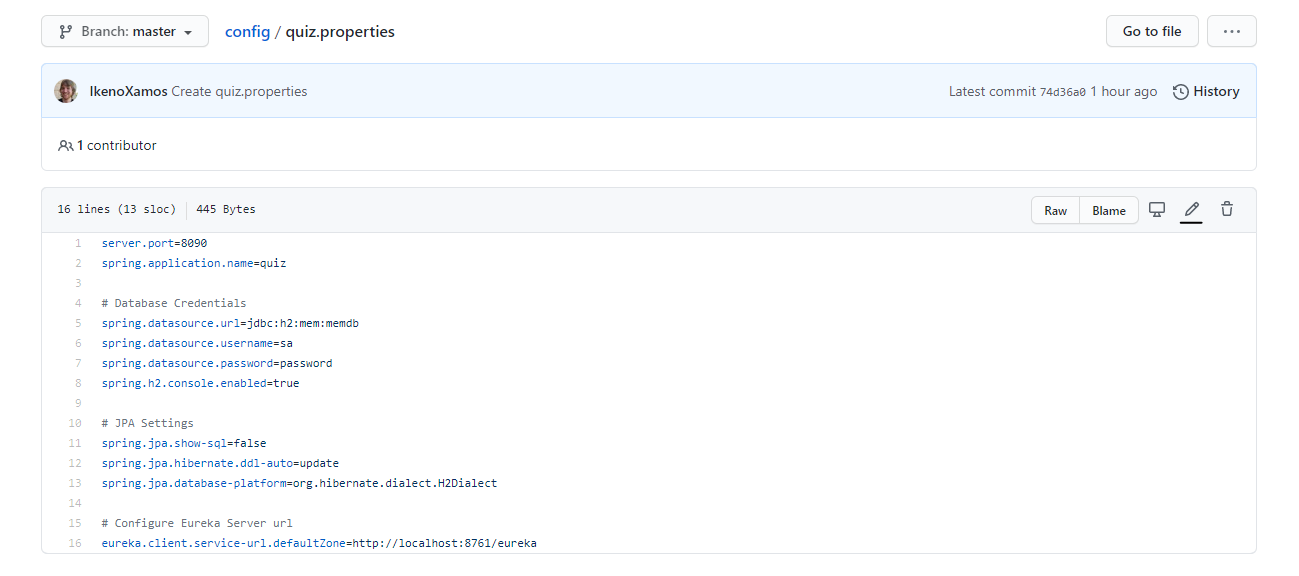 Branch: master config / quiz.properties Go to file ...
IkenoXamos Create quiz.properties Latest commit 74d36a0 1 hour ago History
1 contributor
16 lines (13 sloc) 445 Bytes Raw Blame
1 server.port=8090
2 spring.application.name=quiz
3
4 # Database Credentials
5 spring.datasource.url=jdbc:h2:mem:memdb
6 spring.datasource.username=sa
7 spring.datasource.password=password
8 spring.h2.console.enabled=true
9
10 # JPA Settings
11 spring.jpa.show-sql=false
12 spring.jpa.hibernate.ddl-auto=update
13 spring.jpa.database-platform=org.hibernate.dialect.H2Dialect
14
15 # Configure Eureka Server url
16 eureka.client.service-url.defaultZone=http://localhost:8761/eureka